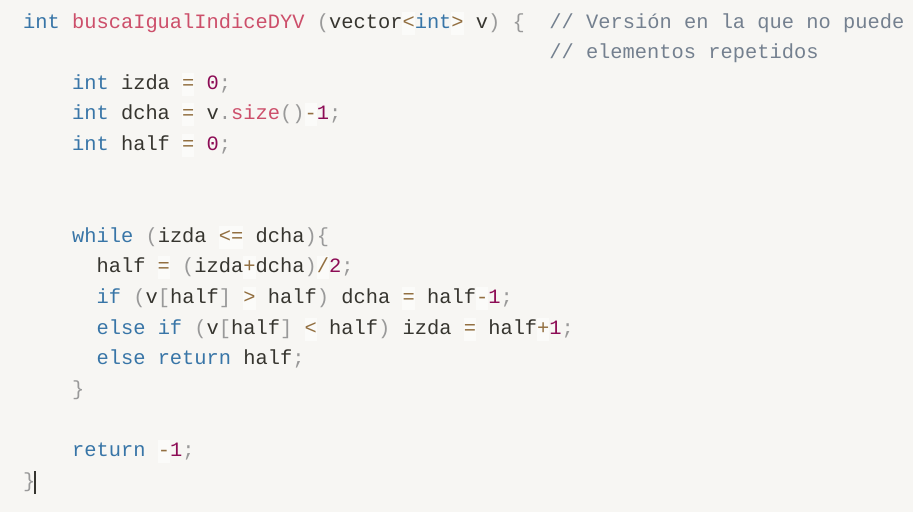 int buscaIgualIndiceDYV (vector<int> v) {  // Versión en la que no puede
                                           // elementos repetidos
    int izda = 0;
    int dcha = v.size()-1;
    int half = 0;
    while (izda <= dcha){
      half = (izda+dcha)/2;
      if (v[half] > half) dcha = half-1;
      else if (v[half] < half) izda = half+1;
      else return half;
    }
    return -1;
}